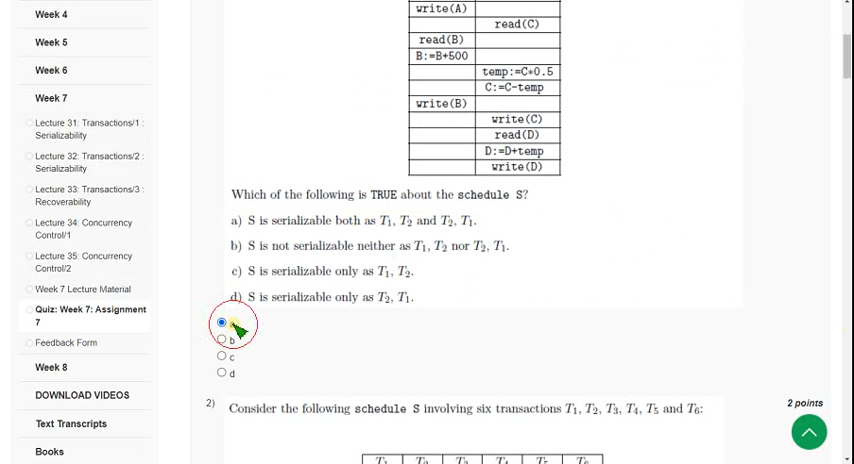 Week 4
Week 5
Week 6
Week 7
Lecture 31: Transactions/1 :
Serializability
Lecture 32: Transactions/2 :
Serializability
Lecture 33: Transactions/3 :
Recoverability
Lecture 34: Concurrency
Control/1
Lecture 35: Concurrency
Control/2
Week 7 Lecture Material
Quiz: Week 7: Assignment
7
Feedback Form
Week 8
DOWNLOAD VIDEOS
Text Transcripts
Books
write(A)
read(C)
read(B)
B:=B+500
temp:=C*0.5
C:=C-temp
write(B)
write(C)
read(D)
D:=D+temp
write(D)
Which of the following is TRUE about the schedule S?
a) S is serializable both as T1, T2 and T2, T1.
b) S is not serializable neither as T1, T2 nor T2, T1.
c) S is serializable only as T1, T2.
d) S is serializable only as T2, T1.
a
b
c
d
2) Consider the following schedule S involving six transactions T1, T2, T3, T4, T5 and T6:
2 points